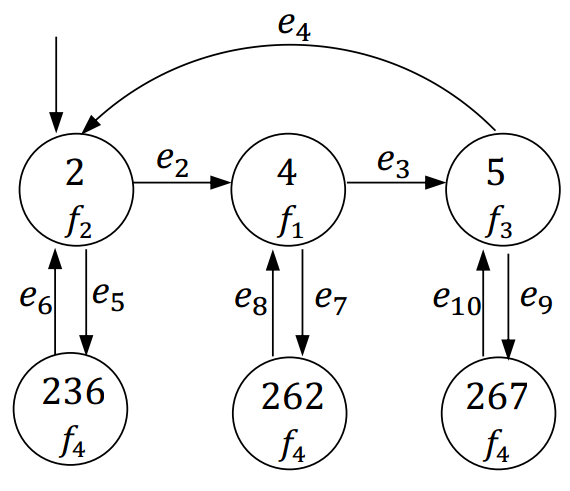 e₄
2
f₂
e₂
4
f₁
e₃
5
f₃
e₆
e₅
e₈
e₇
e₁₀
e₉
236
f₄
262
f₄
267
f₄